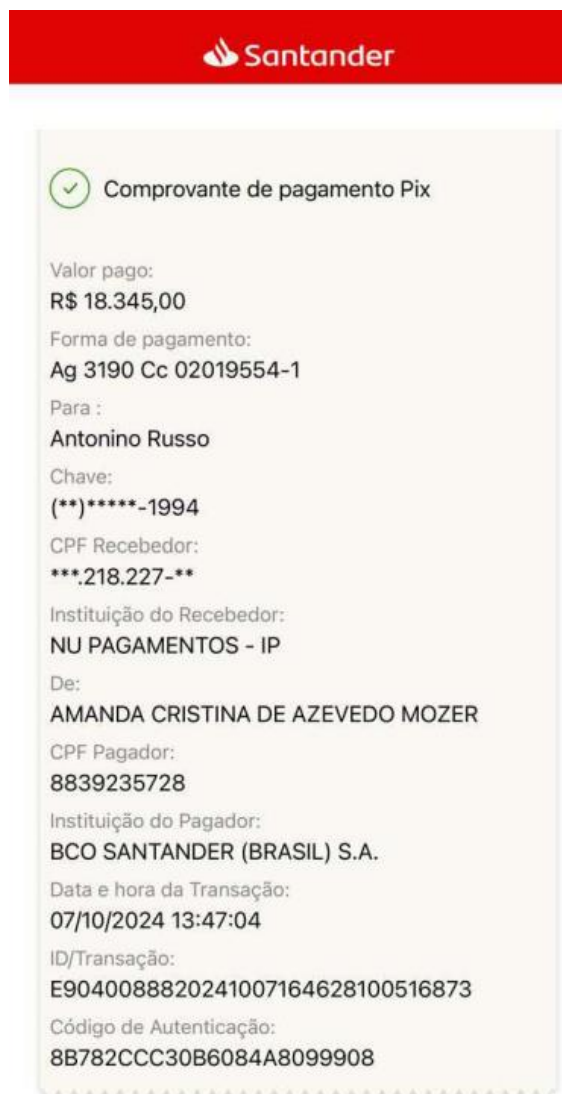 Santander
Comprovante de pagamento Pix
Valor pago:
R$ 18.345,00
Forma de pagamento:
Ag 3190 Cc 02019554-1
Para :
Antonino Russo
Chave:
(**)*****-1994
CPF Recebedor:
***.218.227-**
Instituição do Recebedor:
NU PAGAMENTOS - IP
De:
AMANDA CRISTINA DE AZEVEDO MOZER
CPF Pagador:
8839235728
Instituição do Pagador:
BCO SANTANDER (BRASIL) S.A.
Data e hora da Transação:
07/10/2024 13:47:04
ID/Transação:
E9040088820241007164628100516873
Código de Autenticação:
8B782CCC30B6084A8099908